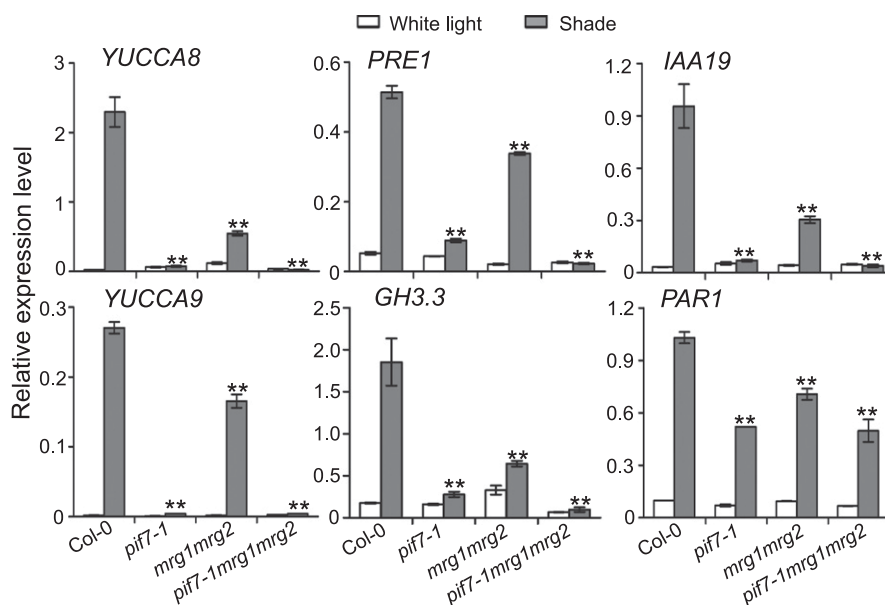 White light Shade
YUCCA8 PRE1 IAA19
Relative expression level
3 2 1 0
** ** **
0.6 0.4 0.2 0
** ** **
1.2 0.9 0.6 0.3 0
** ** **
YUCCA9 GH3.3 PAR1
0.3 0.2 0.1 0
** ** **
2.0 1.5 1.0 0.5 0
** ** **
1.2 0.9 0.6 0.3 0
** ** **
Col-0 pif7-1 mrg1mrg2 pif7-1mrg1mrg2
Col-0 pif7-1 mrg1mrg2 pif7-1mrg1mrg2
Col-0 pif7-1 mrg1mrg2 pif7-1mrg1mrg2